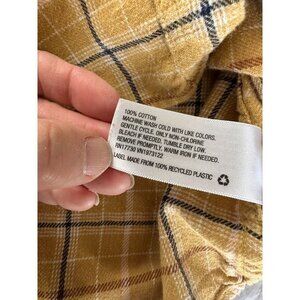 100% COTTON
MACHINE WASH COLD WITH LIKE COLORS.
GENTLE CYCLE. ONLY NON-CHLORINE
BLEACH IF NEEDED. TUMBLE DRY LOW.
REMOVE PROMPTLY. WARM IRON IF NEEDED.
RN17730 VN1973122
LABEL MADE FROM 100% RECYCLED PLASTIC